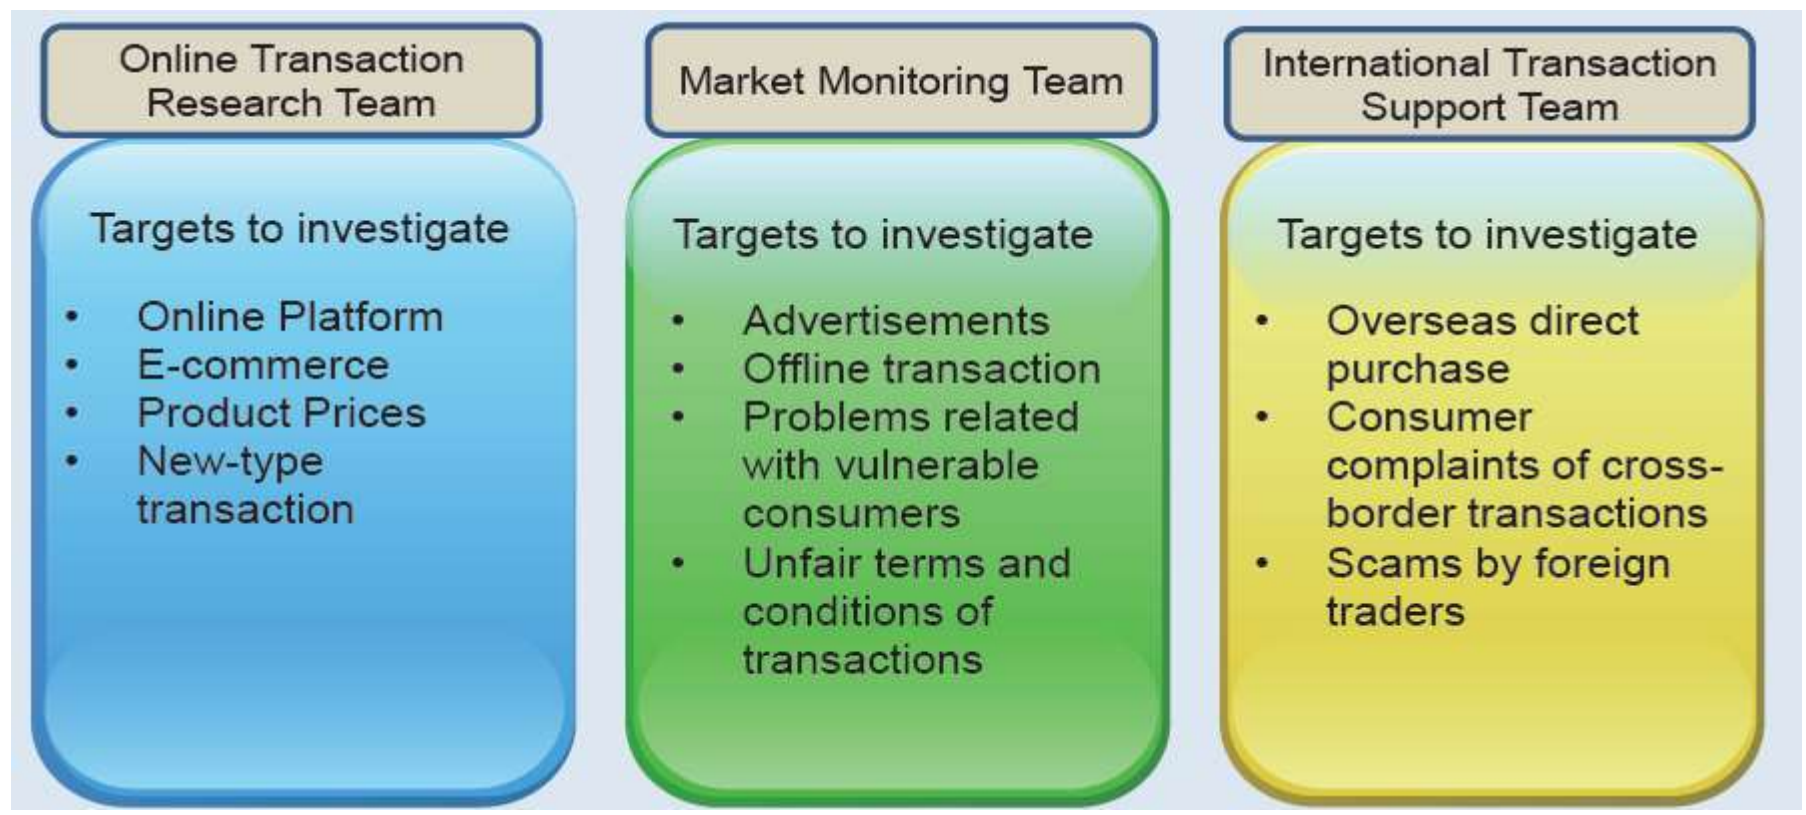 Online Transaction
Research Team
Targets to investigate
• Online Platform
• E-commerce
• Product Prices
• New-type
transaction
Market Monitoring Team
Targets to investigate
• Advertisements
• Offline transaction
• Problems related
with vulnerable
consumers
• Unfair terms and
conditions of
transactions
International Transaction
Support Team
Targets to investigate
• Overseas direct
purchase
• Consumer
complaints of cross-
border transactions
• Scams by foreign
traders